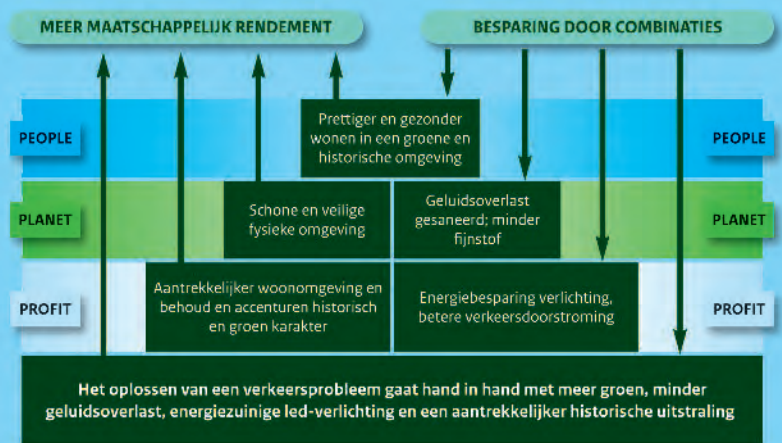 MEER MAATSCHAPPELIJK RENDEMENT
BESPARING DOOR COMBINATIES
PEOPLE
Prettiger en gezonder
wonen in een groene en
historische omgeving
PEOPLE
PLANET
Schone en veilige
fysieke omgeving
Geluidsoverlast
gesaneerd; minder
fijnstof
PLANET
PROFIT
Aantrekkelijker woonomgeving en
behoud en accenturen historisch
en groen karakter
Energiebesparing verlichting,
betere verkeersdoorstroming
PROFIT
Het oplossen van een verkeersprobleem gaat hand in hand met meer groen, minder
geluidsoverlast, energiezuinige led-verlichting en een aantrekkelijker historische uitstraling